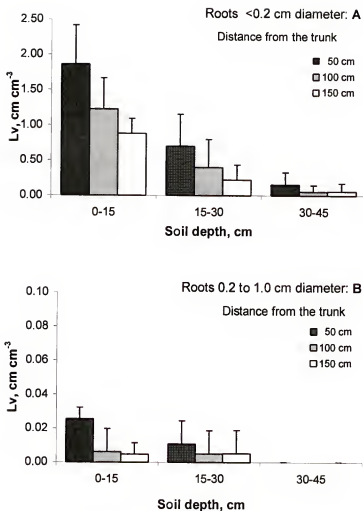 Roots <0.2 cm diameter: A
Distance from the trunk
50 cm
100 cm
150 cm
Lv, cm cm-3
2.50
2.00
1.50
1.00
0.50
0.00
0-15
15-30
30-45
Soil depth, cm
Roots 0.2 to 1.0 cm diameter: B
Distance from the trunk
50 cm
100 cm
150 cm
Lv, cm cm-3
0.10
0.08
0.06
0.04
0.02
0.00
0-15
15-30
30-45
Soil depth, cm